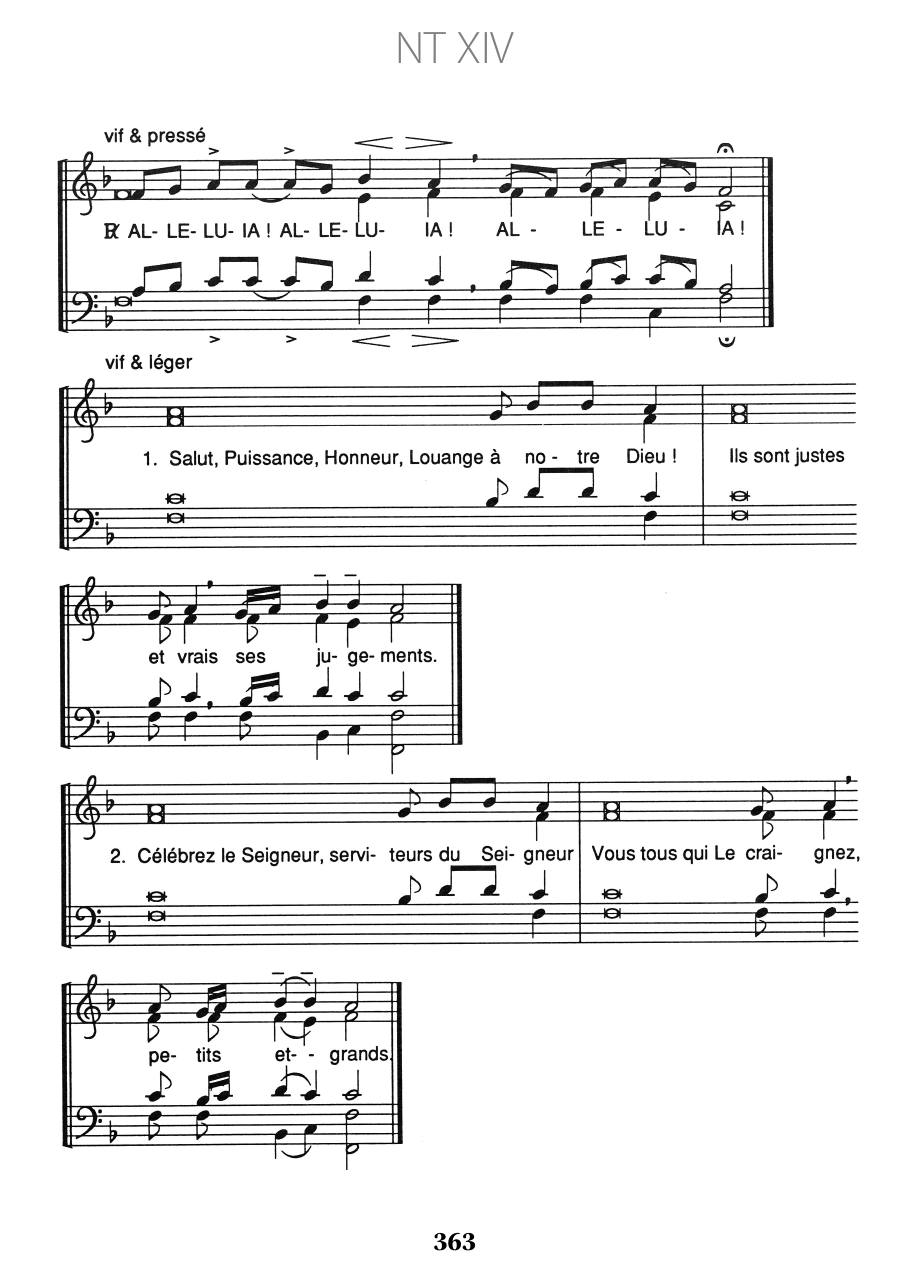 NT XIV
vif & pressé
℟ AL- LE- LU- IA ! AL- LE- LU- IA ! AL - LE - LU - IA !
vif & léger
1. Salut, Puissance, Honneur, Louange à no - tre Dieu ! Ils sont justes
et vrais ses ju- ge- ments.
2. Célébrez le Seigneur, servi- teurs du Sei- gneur Vous tous qui Le crai- gnez,
pe- tits et- - grands.
363